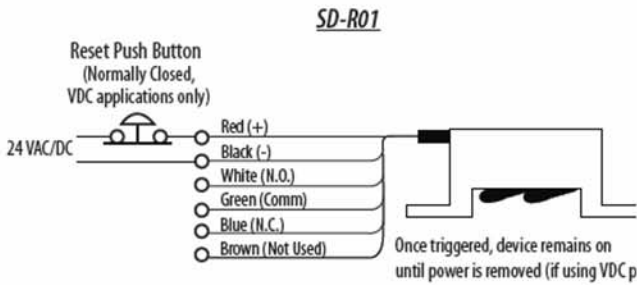 SD-R01
Reset Push Button
(Normally Closed,
VDC applications only)
24 VAC/DC
Red (+)
Black (-)
White (N.O.)
Green (Comm)
Blue (N.C.)
Brown (Not Used)
Once triggered, device remains on
until power is removed (if using VDC p